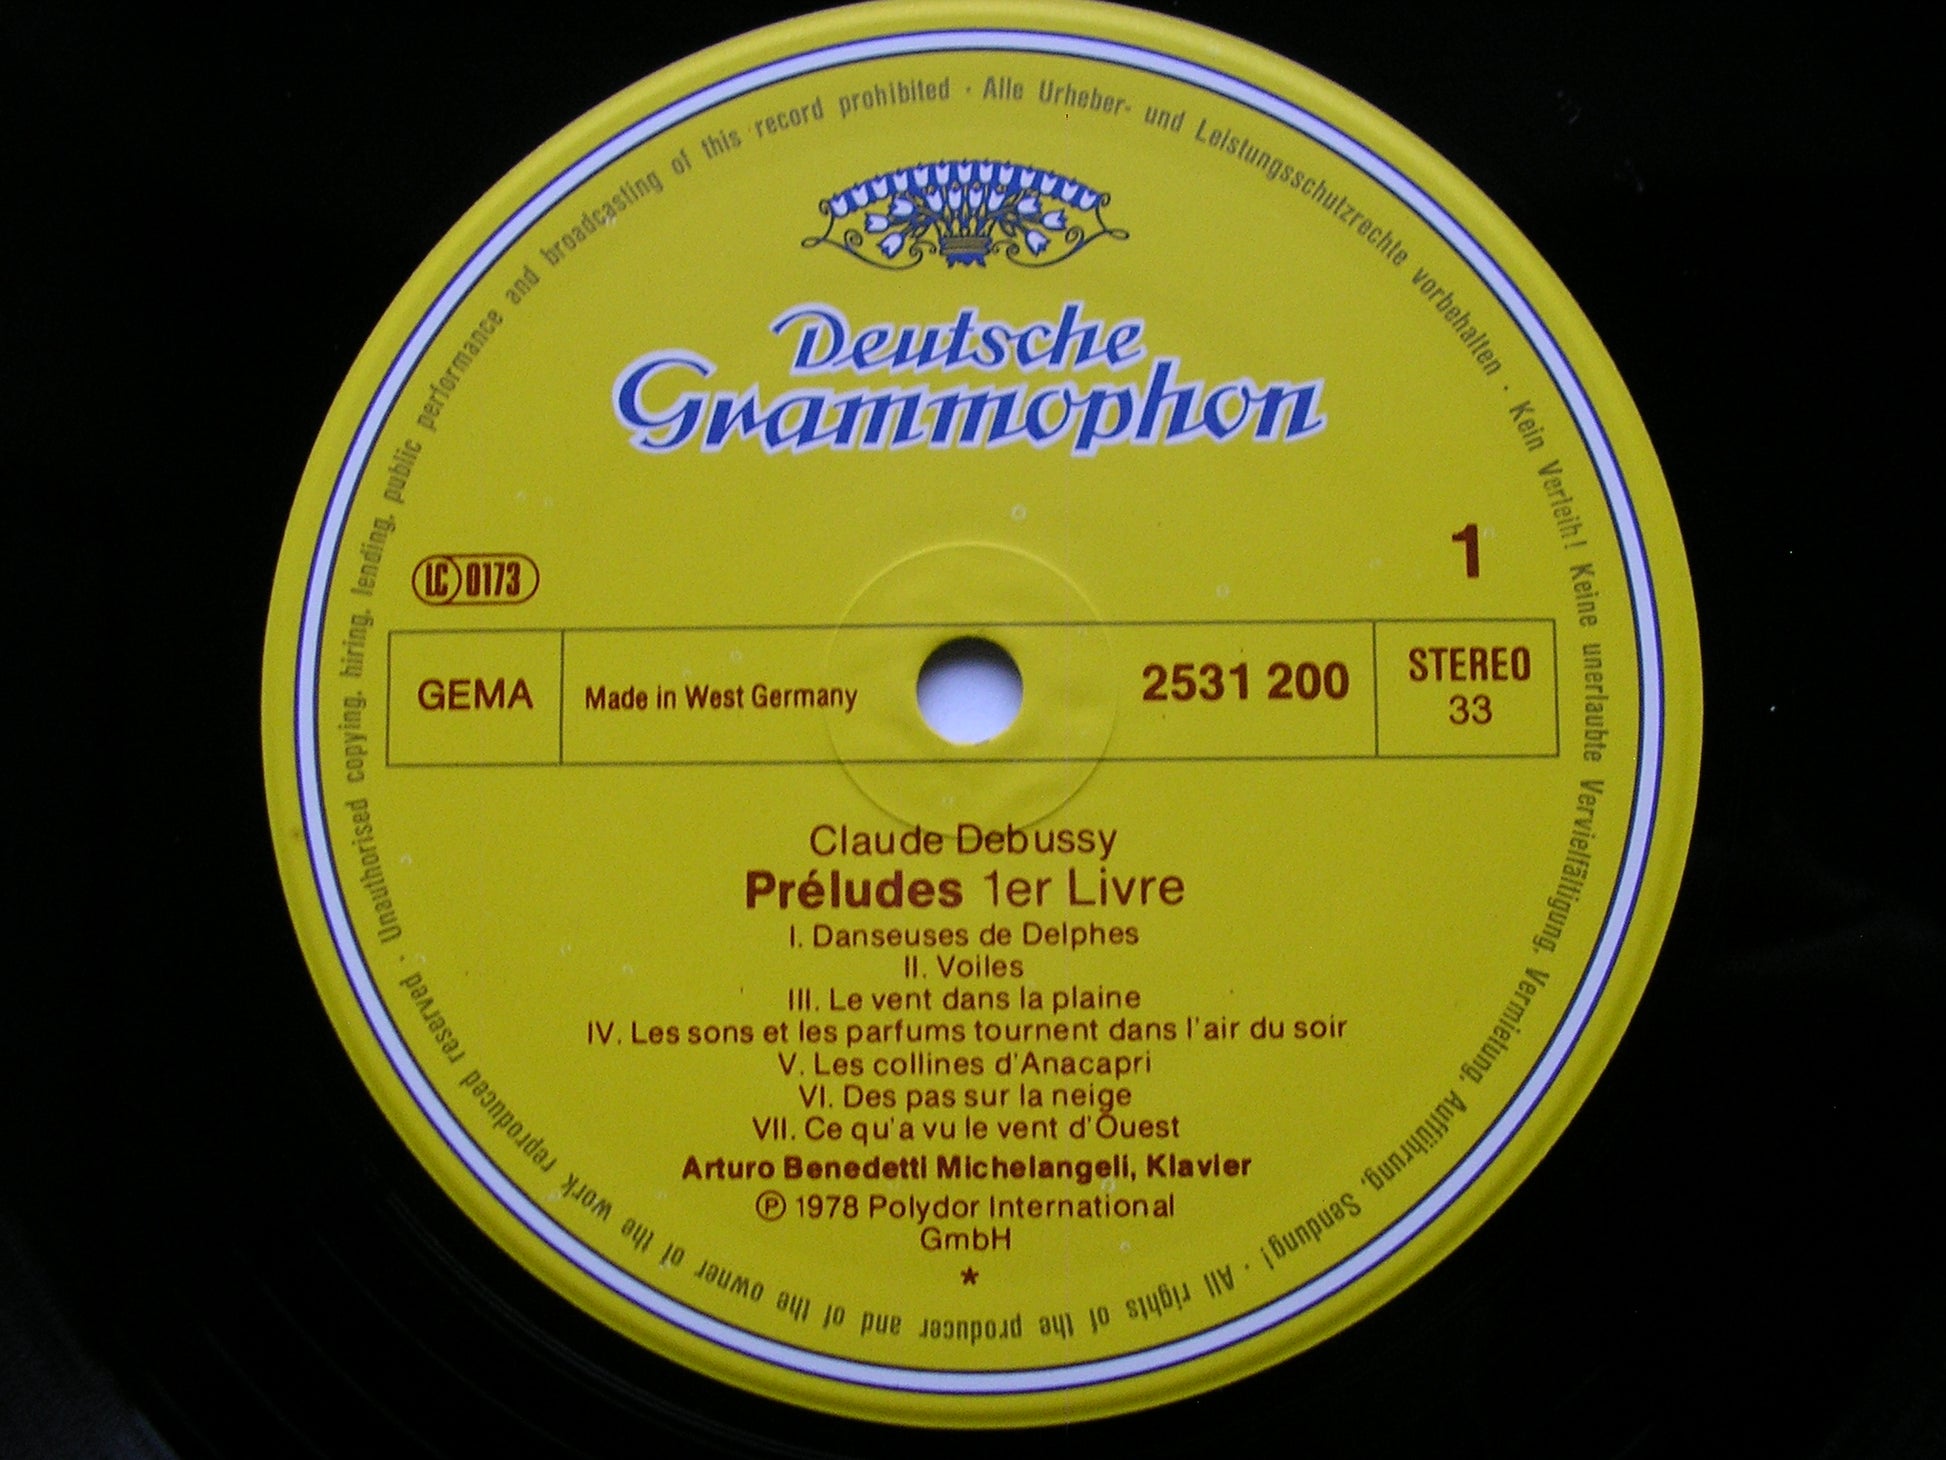 Deutsche
Grammophon
1
LC 0173
GEMA
Made in West Germany
2531 200
STEREO
33
Claude Debussy
Préludes 1er Livre
I. Danseuses de Delphes
II. Voiles
III. Le vent dans la plaine
IV. Les sons et les parfums tournent dans l'air du soir
V. Les collines d'Anacapri
VI. Des pas sur la neige
VII. Ce qu'a vu le vent d'Ouest
Arturo Benedetti Michelangeli, Klavier
Ⓟ 1978 Polydor International
GmbH
*
Alle Urheber- und Leistungsschutzrechte vorbehalten · Kein Verleih! Keine unerlaubte Vervielfältigung, Vermietung, Aufführung, Sendung! · All rights of the producer and of the owner of the work reproduced reserved · Unauthorised copying, hiring, lending, public performance and broadcasting of this record prohibited ·